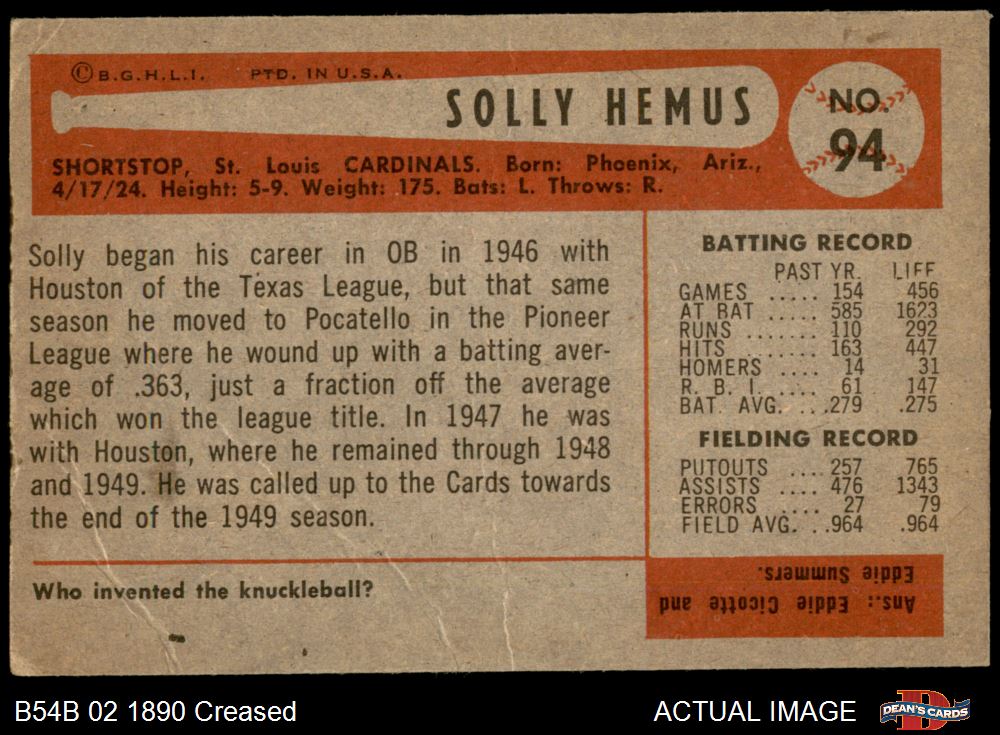 © B.G.H.L.I. PTD. IN U.S.A.
SOLLY HEMUS
NO.
94
SHORTSTOP, St. Louis CARDINALS. Born: Phoenix, Ariz.,
4/17/24. Height: 5-9. Weight: 175. Bats: L. Throws: R.
Solly began his career in OB in 1946 with
Houston of the Texas League, but that same
season he moved to Pocatello in the Pioneer
League where he wound up with a batting aver-
age of .363, just a fraction off the average
which won the league title. In 1947 he was
with Houston, where he remained through 1948
and 1949. He was called up to the Cards towards
the end of the 1949 season.
BATTING RECORD
PAST YR. LIFE
GAMES ..... 154 456
AT BAT ..... 585 1623
RUNS ....... 110 292
HITS ....... 163 447
HOMERS .... 14 31
R. B. I. .... 61 147
BAT. AVG. ...279 .275
FIELDING RECORD
PUTOUTS .... 257 765
ASSISTS .... 476 1343
ERRORS .... 27 79
FIELD AVG. ..964 .964
Who invented the knuckleball?
Ans.: Eddie Cicotte and
Eddie Summers.
B54B 02 1890 Creased
ACTUAL IMAGE
DEAN'S CARDS